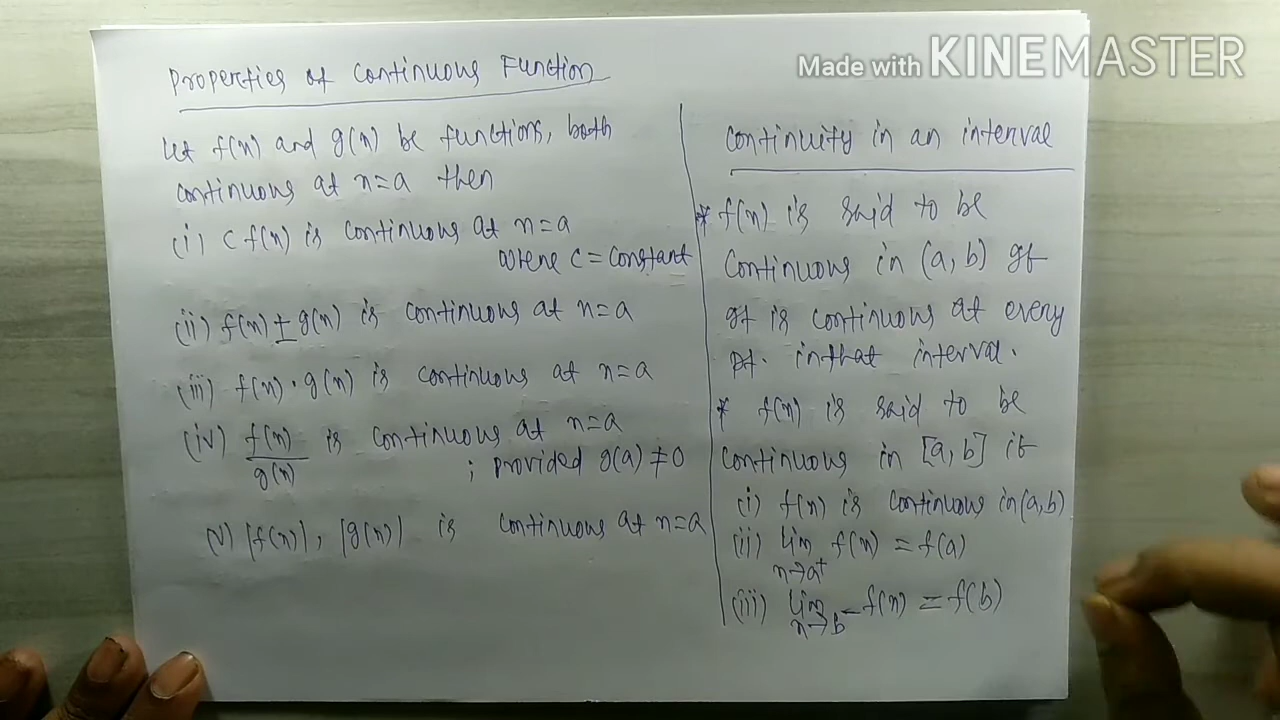 Made with KINEMASTER
Properties of Continuous Function
Let f(x) and g(x) be functions, both
continuous at x=a then
(i) c f(x) is continuous at x=a
where c = constant
(ii) f(x) ± g(x) is continuous at x=a
(iii) f(x) · g(x) is continuous at x=a
(iv) f(x)/g(x) is continuous at x=a
; provided g(a) ≠ 0
(v) |f(x)|, |g(x)| is continuous at x=a
Continuity in an interval
* f(x) is said to be
continuous in (a, b) If
It is continuous at every
pt. in that interval.
* f(x) is said to be
continuous in [a, b] if
(i) f(x) is continuous in (a,b)
(ii) lim x→a⁺ f(x) = f(a)
(iii) lim x→b⁻ f(x) = f(b)